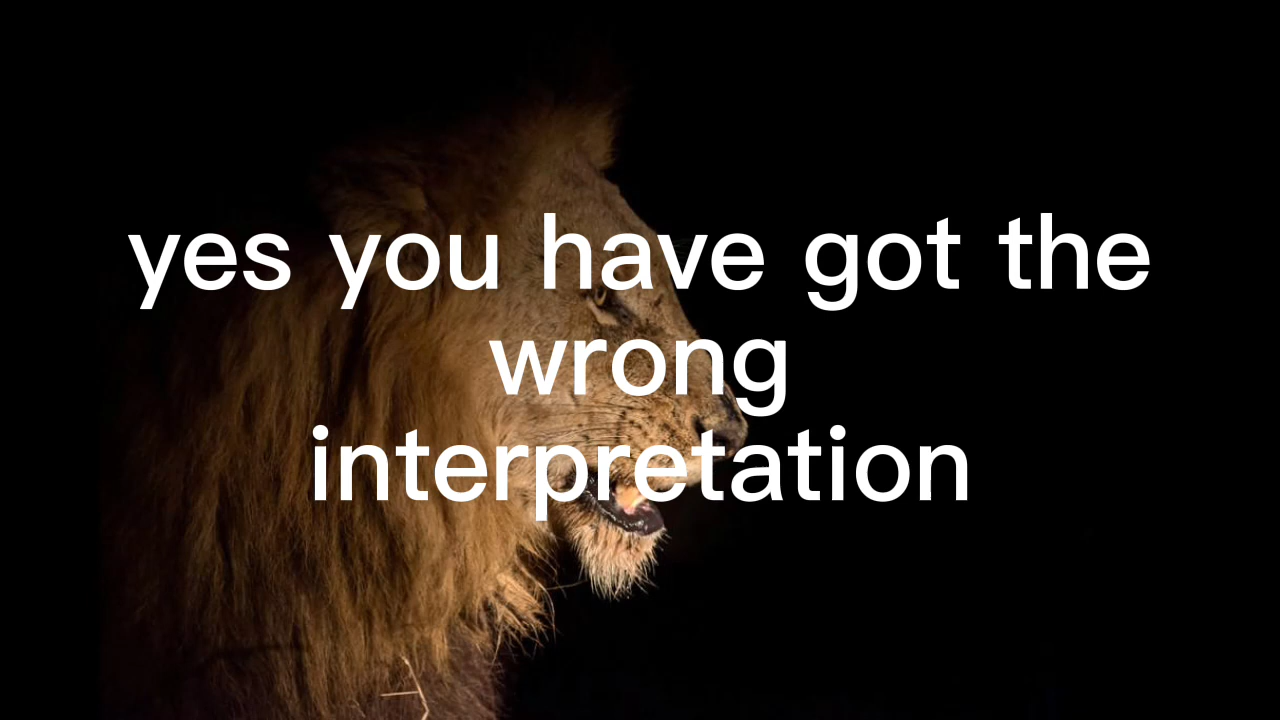 yes you have got the
wrong
interpretation